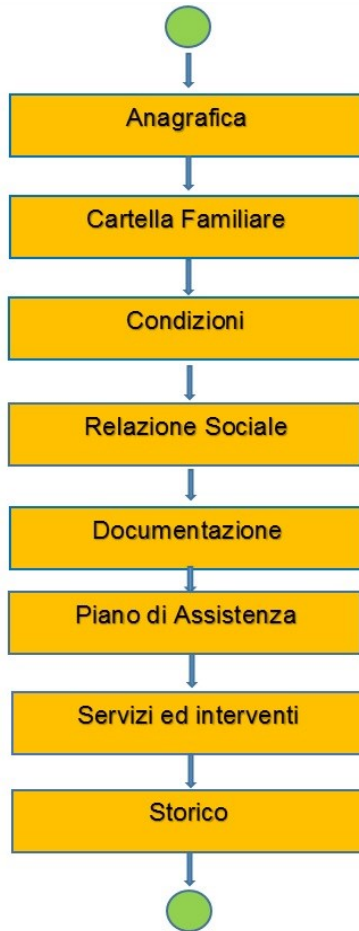 Anagrafica
Cartella Familiare
Condizioni
Relazione Sociale
Documentazione
Piano di Assistenza
Servizi ed interventi
Storico